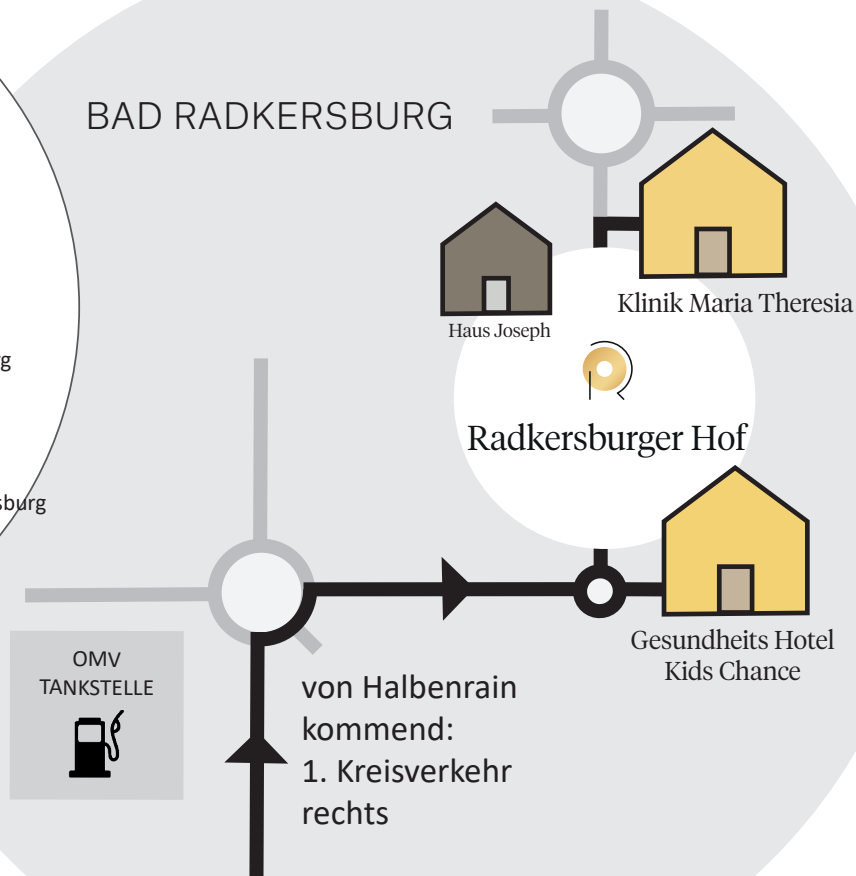 BAD RADKERSBURG
Klinik Maria Theresia
Haus Joseph
Radkersburger Hof
Gesundheits Hotel
Kids Chance
OMV
TANKSTELLE
von Halbenrain
kommend:
1. Kreisverkehr
rechts